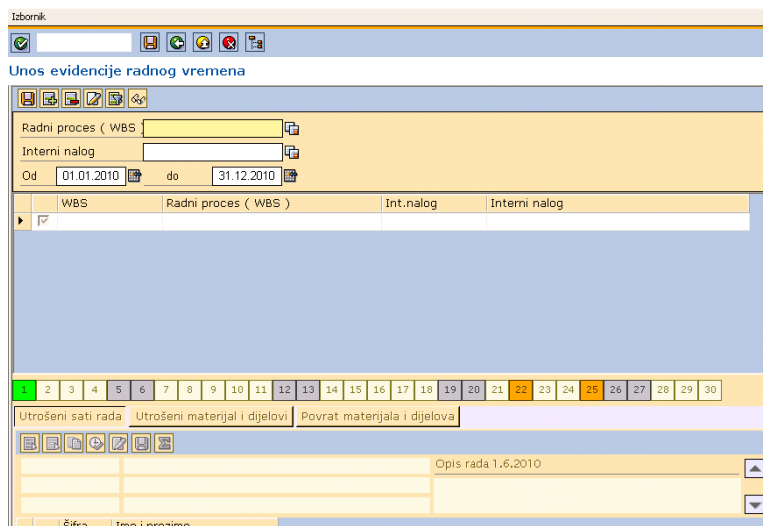 Izbornik
Unos evidencije radnog vremena
Radni proces ( WBS )
Interni nalog
Od 01.01.2010 do 31.12.2010
WBS Radni proces ( WBS ) Int.nalog Interni nalog
1 2 3 4 5 6 7 8 9 10 11 12 13 14 15 16 17 18 19 20 21 22 23 24 25 26 27 28 29 30
Utrošeni sati rada Utrošeni materijal i dijelovi Povrat materijala i dijelova
Opis rada 1.6.2010
Šifra Ime i prezime